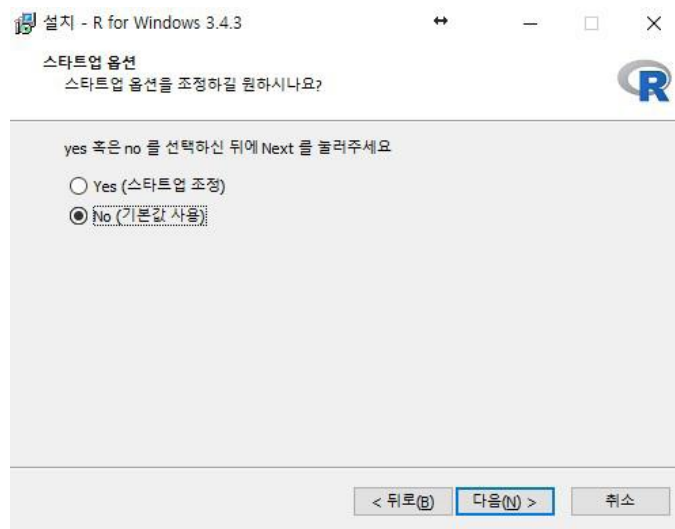 설치 - R for Windows 3.4.3
스타트업 옵션
스타트업 옵션을 조정하길 원하시나요?
R
yes 혹은 no 를 선택하신 뒤에 Next 를 눌러주세요
Yes (스타트업 조정)
No (기본값 사용)
< 뒤로(B) 다음(N) > 취소